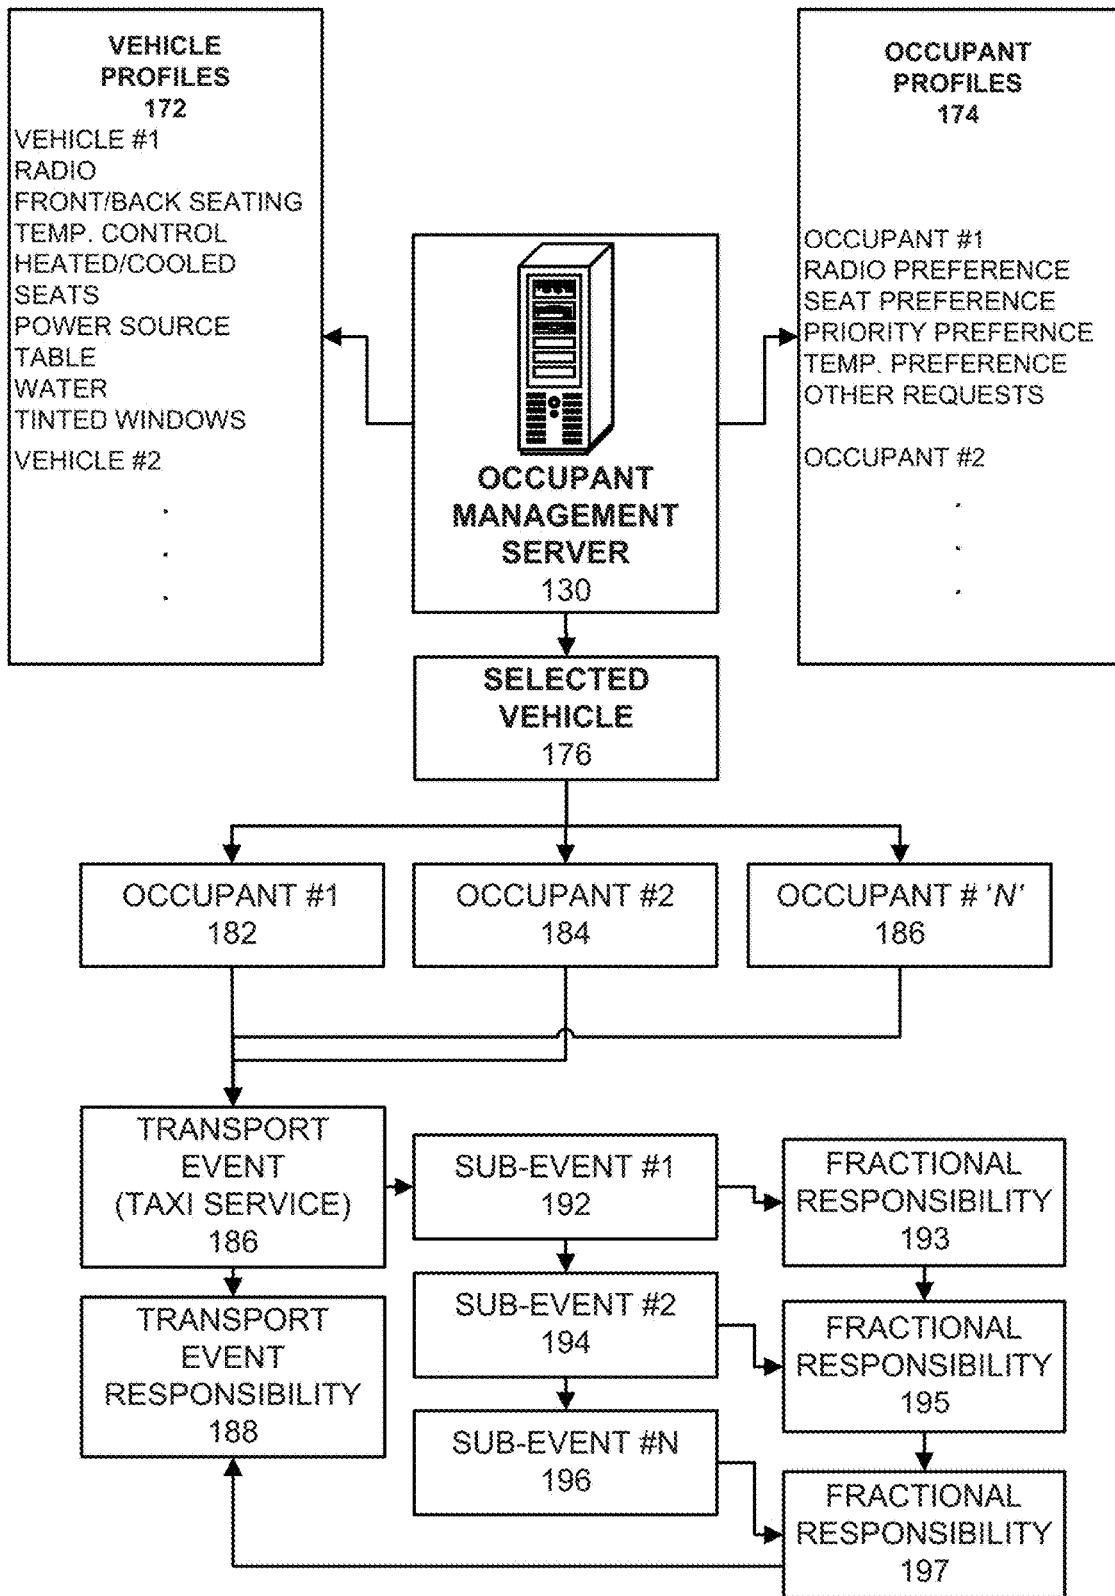 VEHICLE
PROFILES
172
VEHICLE #1
RADIO
FRONT/BACK SEATING
TEMP. CONTROL
HEATED/COOLED
SEATS
POWER SOURCE
TABLE
WATER
TINTED WINDOWS
VEHICLE #2
.
.
.
OCCUPANT
MANAGEMENT
SERVER
130
OCCUPANT
PROFILES
174
OCCUPANT #1
RADIO PREFERENCE
SEAT PREFERENCE
PRIORITY PREFERNCE
TEMP. PREFERENCE
OTHER REQUESTS
OCCUPANT #2
.
.
.
SELECTED
VEHICLE
176
OCCUPANT #1
182
OCCUPANT #2
184
OCCUPANT # 'N'
186
TRANSPORT
EVENT
(TAXI SERVICE)
186
SUB-EVENT #1
192
FRACTIONAL
RESPONSIBILITY
193
TRANSPORT
EVENT
RESPONSIBILITY
188
SUB-EVENT #2
194
FRACTIONAL
RESPONSIBILITY
195
SUB-EVENT #N
196
FRACTIONAL
RESPONSIBILITY
197